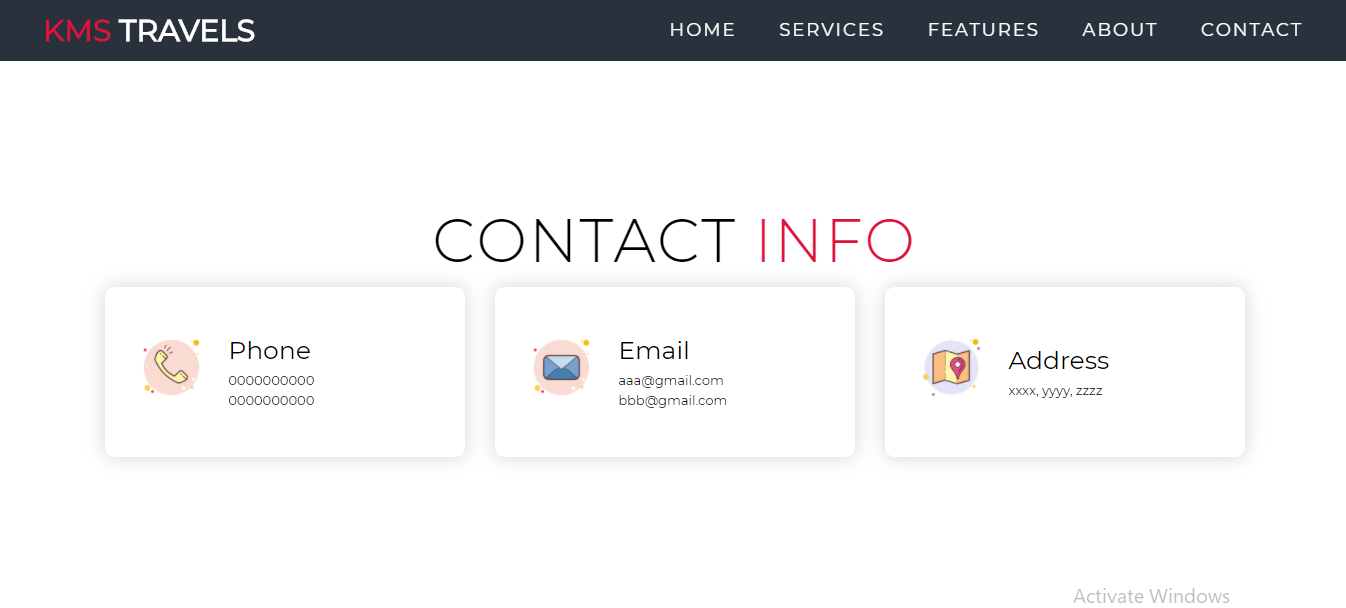 KMS TRAVELS
HOME SERVICES FEATURES ABOUT CONTACT
CONTACT INFO
Phone
0000000000
0000000000
Email
aaa@gmail.com
bbb@gmail.com
Address
xxxx, yyyy, zzzz
Activate Windows